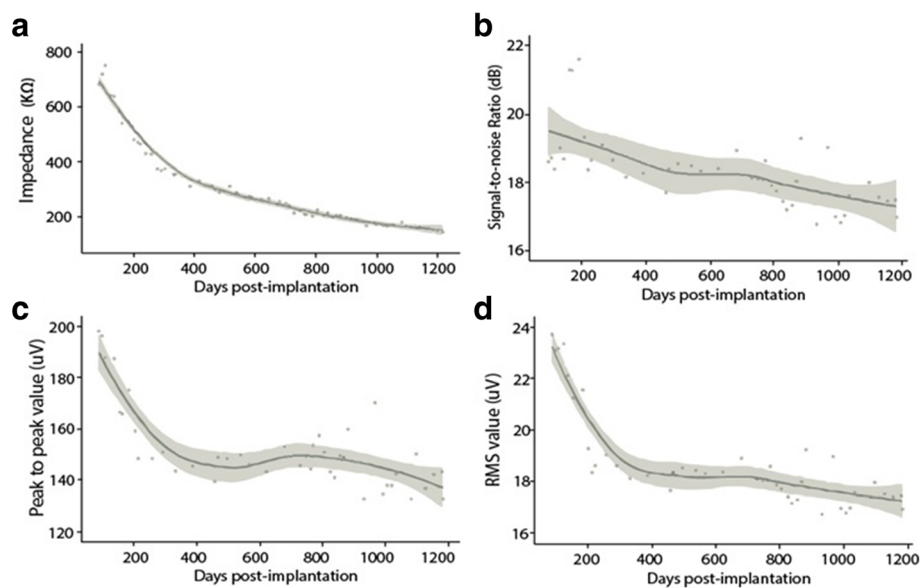 a
Impedance (KΩ)
800
600
400
200
200 400 600 800 1000 1200
Days post-implantation
b
Signal-to-noise Ratio (dB)
22
20
18
16
200 400 600 800 1000 1200
Days post-implantation
c
Peak to peak value (uV)
200
180
160
140
120
200 400 600 800 1000 1200
Days post-implantation
d
RMS value (uV)
24
22
20
18
16
200 400 600 800 1000 1200
Days post-implantation